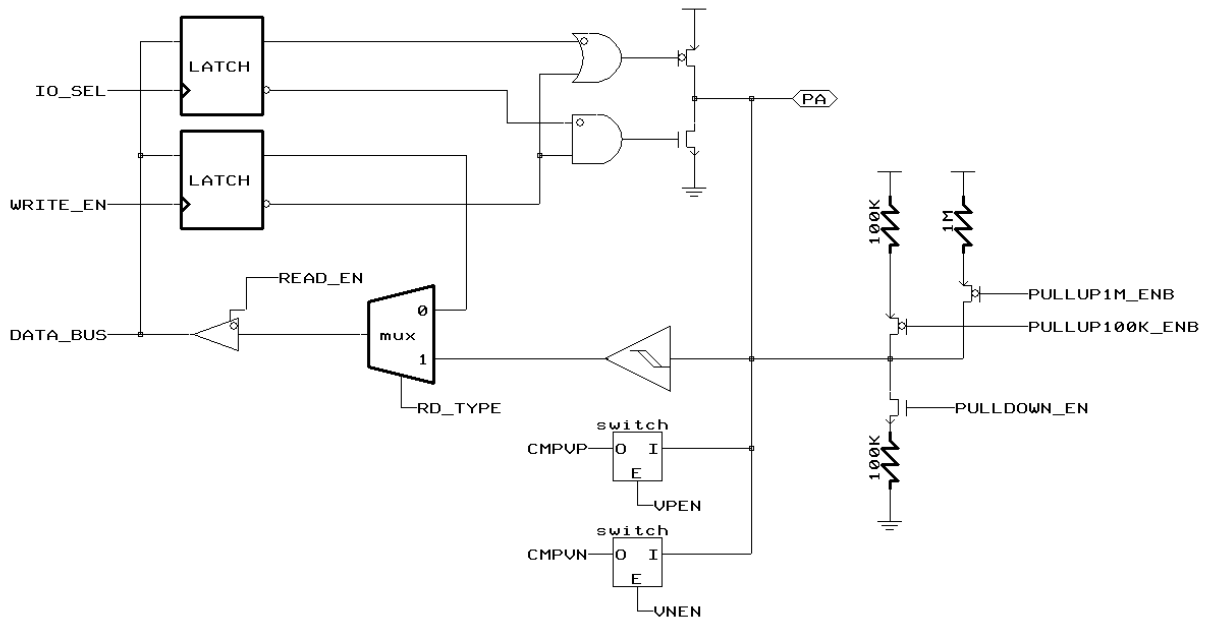 LATCH
IO_SEL
PA
LATCH
WRITE_EN
100K
1M
READ_EN
PULLUP1M_ENB
0
DATA_BUS
mux
PULLUP100K_ENB
1
RD_TYPE
PULLDOWN_EN
switch
CMPVP O I
100K
E
VPEN
switch
CMPVN O I
E
VNEN